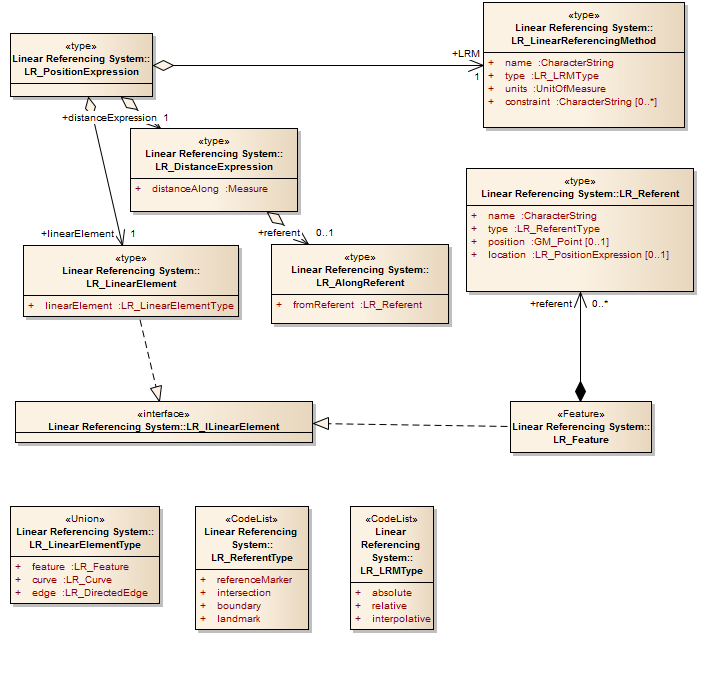 «type»
Linear Referencing System::
LR_PositionExpression
«type»
Linear Referencing System::
LR_LinearReferencingMethod
+ name :CharacterString
+ type :LR_LRMType
+ units :UnitOfMeasure
+ constraint :CharacterString [0..*]
+LRM
1
+distanceExpression 1
«type»
Linear Referencing System::
LR_DistanceExpression
+ distanceAlong :Measure
«type»
Linear Referencing System::LR_Referent
+ name :CharacterString
+ type :LR_ReferentType
+ position :GM_Point [0..1]
+ location :LR_PositionExpression [0..1]
+linearElement 1
+referent 0..1
«type»
Linear Referencing System::
LR_LinearElement
+ linearElement :LR_LinearElementType
«type»
Linear Referencing System::
LR_AlongReferent
+ fromReferent :LR_Referent
+referent 0..*
«interface»
Linear Referencing System::LR_ILinearElement
«Feature»
Linear Referencing System::
LR_Feature
«Union»
Linear Referencing System::
LR_LinearElementType
+ feature :LR_Feature
+ curve :LR_Curve
+ edge :LR_DirectedEdge
«CodeList»
Linear Referencing
System::
LR_ReferentType
+ referenceMarker
+ intersection
+ boundary
+ landmark
«CodeList»
Linear
Referencing
System::
LR_LRMType
+ absolute
+ relative
+ interpolative